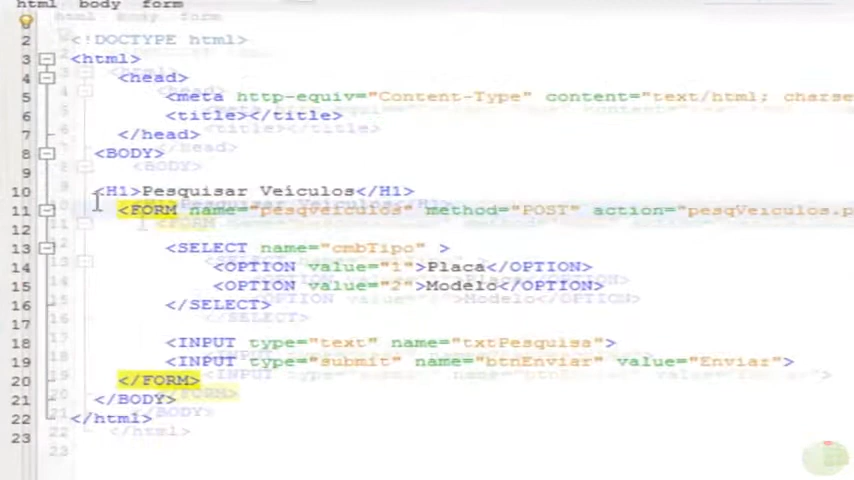 html body form
2 <!DOCTYPE html>
3 <html>
4 <head>
5 <meta http-equiv="Content-Type" content="text/html;
6 <title></title>
7 </head>
8 <BODY>
9
10 <H1>Pesquisar Veículos</H1>
11 <FORM name="pesqveiculos" method="POST" action="pesqVeiculos.p
12
13 <SELECT name="cmbTipo" >
14 <OPTION value="1">Placa</OPTION>
15 <OPTION value="2">Modelo</OPTION>
16 </SELECT>
17
18 <INPUT type="text" name="txtPesquisa">
19 <INPUT type="submit" name="btnEnviar" value="Enviar">
20 </FORM>
21 </BODY>
22 </html>
23